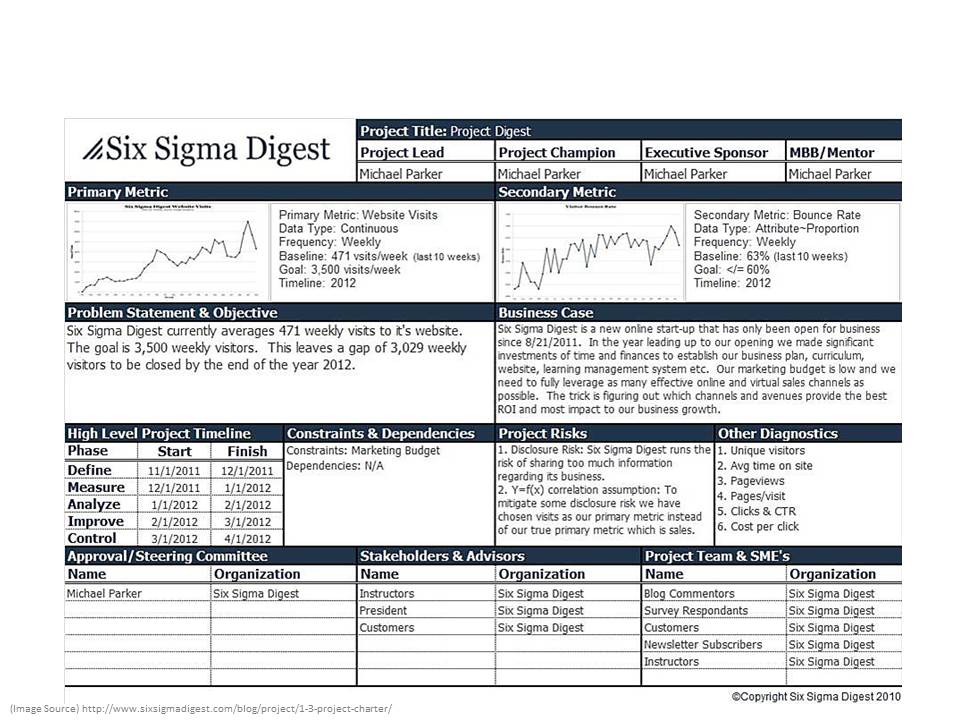 Six Sigma Digest
Project Title: Project Digest
Project Lead
Project Champion
Executive Sponsor
MBB/Mentor
Michael Parker
Michael Parker
Michael Parker
Michael Parker
Primary Metric
Secondary Metric
Six Sigma Digest Website Visits
Primary Metric: Website Visits
Data Type: Continuous
Frequency: Weekly
Baseline: 471 vsits/week (last 10 weeks)
Goal: 3,500 visits/week
Timeline: 2012
Visitor Bounce Rate
Secondary Metric: Bounce Rate
Data Type: Attribute~Proportion
Frequency: Weekly
Baseline: 63% (last 10 weeks)
Goal: </= 60%
Timeline: 2012
Problem Statement & Objective
Six Sigma Digest currently averages 471 weekly visits to it's website.
The goal is 3,500 weekly visitors. This leaves a gap of 3,029 weekly
visitors to be closed by the end of the year 2012.
Business Case
Six Sigma Digest is a new online start-up that has only been open for business
since 8/21/2011. In the year leading up to our opening we made significant
investments of time and finances to establish our business plan, curriculum,
website, learning management system etc. Our marketing budget is low and we
need to fully leverage as many effective online and virtual sales channels as
possible. The trick is figuring out which channels and avenues provide the best
ROI and most impact to our business growth.
High Level Project Timeline
Phase Start Finish
Define 11/1/2011 12/1/2011
Measure 12/1/2011 1/1/2012
Analyze 1/1/2012 2/1/2012
Improve 2/1/2012 3/1/2012
Control 3/1/2012 4/1/2012
Constraints & Dependencies
Constraints: Marketing Budget
Dependencies: N/A
Project Risks
1. Disclosure Risk: Six Sigma Digest runs the
risk of sharing too much information
regarding its business.
2. Y=f(x) correlation assumption: To
mitigate some disclosure risk we have
chosen visits as our primary metric instead
of our true primary metric which is sales.
Other Diagnostics
1. Unique visitors
2. Avg time on site
3. Pageviews
4. Pages/visit
5. Clicks & CTR
6. Cost per click
Approval/Steering Committee
Name Organization
Michael Parker Six Sigma Digest
Stakeholders & Advisors
Name Organization
Instructors Six Sigma Digest
President Six Sigma Digest
Customers Six Sigma Digest
Project Team & SME's
Name Organization
Blog Commentors Six Sigma Digest
Survey Respondants Six Sigma Digest
Customers Six Sigma Digest
Newsletter Subscribers Six Sigma Digest
Instructors Six Sigma Digest
©Copyright Six Sigma Digest 2010
(Image Source) http://www.sixsigmadigest.com/blog/project/1-3-project-charter/